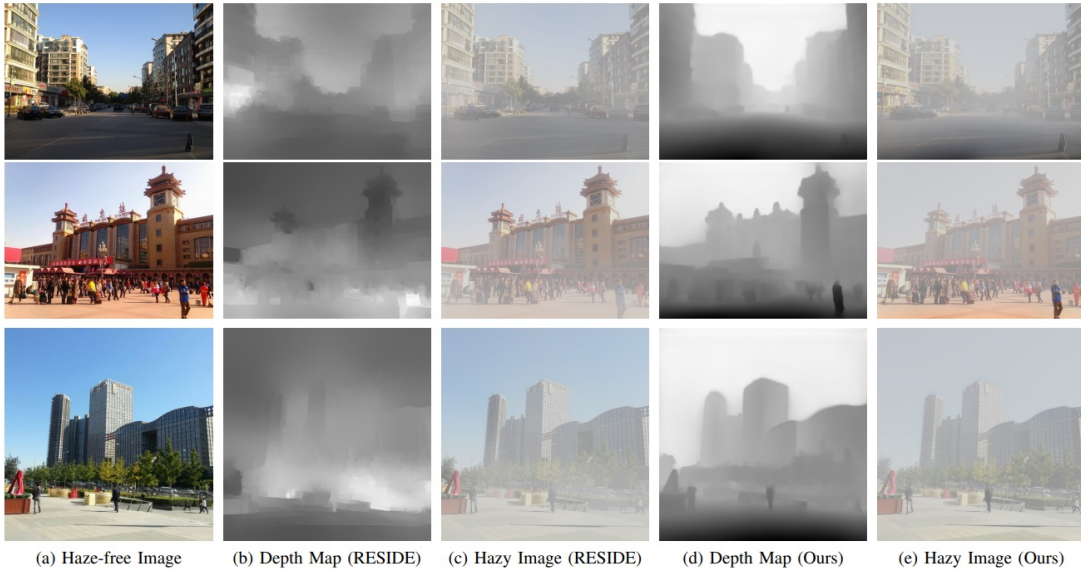 (a) Haze-free Image
(b) Depth Map (RESIDE)
(c) Hazy Image (RESIDE)
(d) Depth Map (Ours)
(e) Hazy Image (Ours)